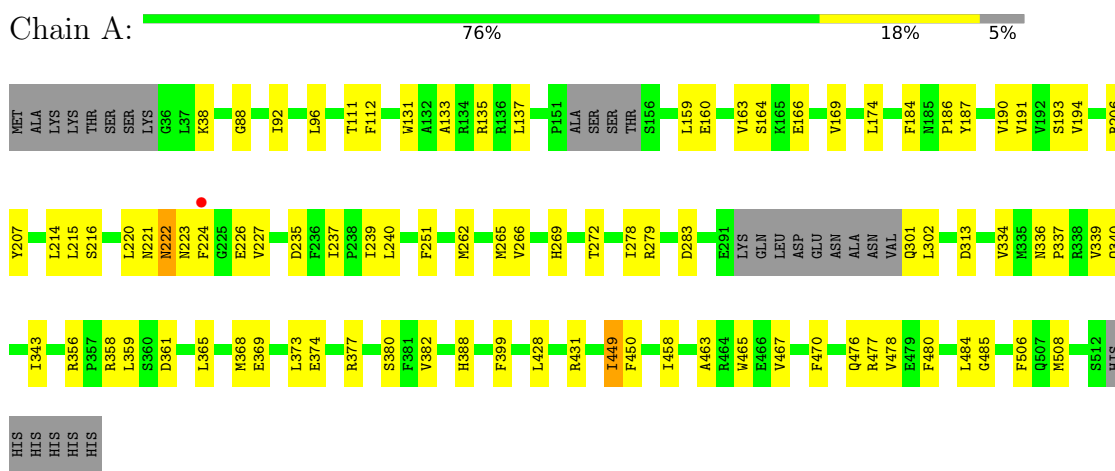 Chain A:
76% 18% 5%
MET ALA LYS LYS THR SER SER LYS G36 L37 K38 G88 I92 L96 T111 F112 W131 A132 A133 R134 R135 R136 L137 P151 ALA SER SER THR S156 L159 E160 V163 S164 K165 E166 V169 L174 F184 N185 P186 Y187 V190 V191 V192 S193 V194
Y207 L214 L215 S216 L220 N221 N222 N223 F224 G225 E226 V227 D235 F236 I237 P238 I239 L240 F251 M262 M265 V266 H269 T272 I278 R279 D283 E291 LYS GLN LEU ASP GLU ASN ALA ASN VAL Q301 L302 D313 V334 M335 N336 P337 R338 V339
I343 R356 P357 R358 L359 S360 D361 L365 M368 E369 L373 E374 R377 S380 F381 V382 H388 F399 L428 R431 I449 F450 I458 A463 R464 W465 E466 V467 F470 Q476 R477 V478 E479 F480 L484 G485 F506 Q507 M508 S512 HIS
HIS HIS HIS HIS HIS